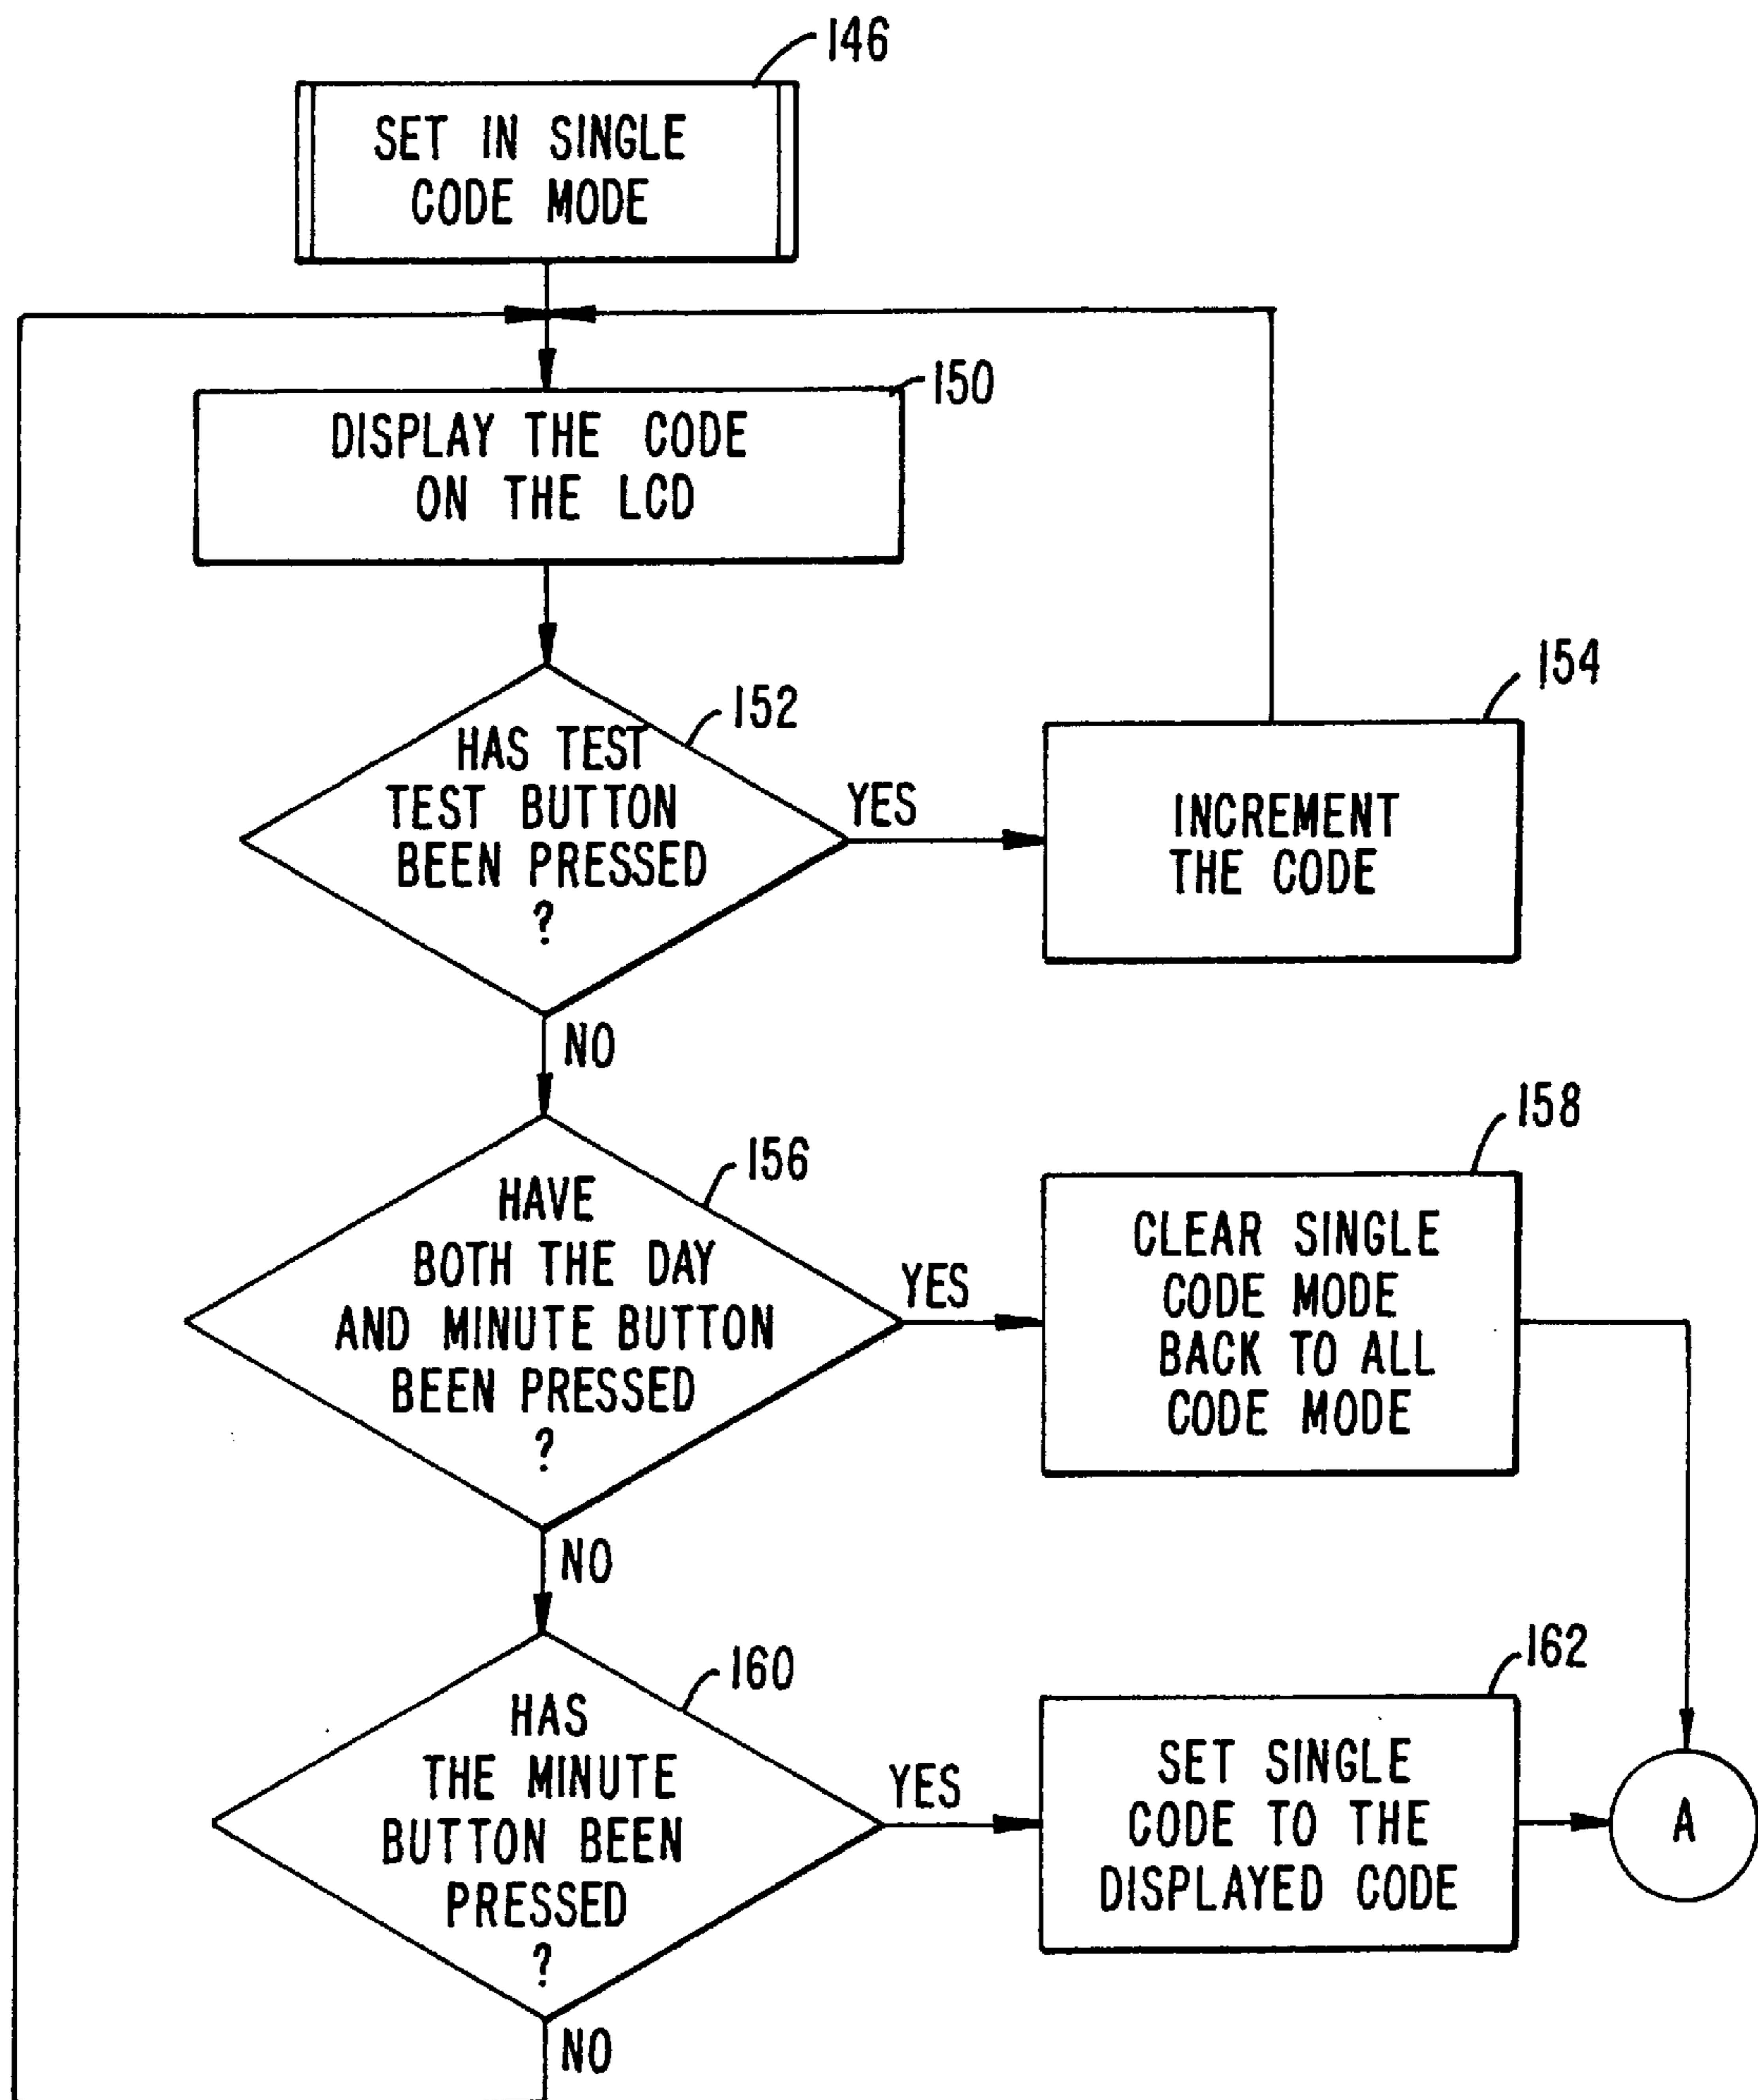 146
SET IN SINGLE
CODE MODE
150
DISPLAY THE CODE
ON THE LCD
152
HAS TEST
TEST BUTTON
BEEN PRESSED
?
YES
154
INCREMENT
THE CODE
NO
156
HAVE
BOTH THE DAY
AND MINUTE BUTTON
BEEN PRESSED
?
YES
158
CLEAR SINGLE
CODE MODE
BACK TO ALL
CODE MODE
NO
160
HAS
THE MINUTE
BUTTON BEEN
PRESSED
?
YES
162
SET SINGLE
CODE TO THE
DISPLAYED CODE
A
NO